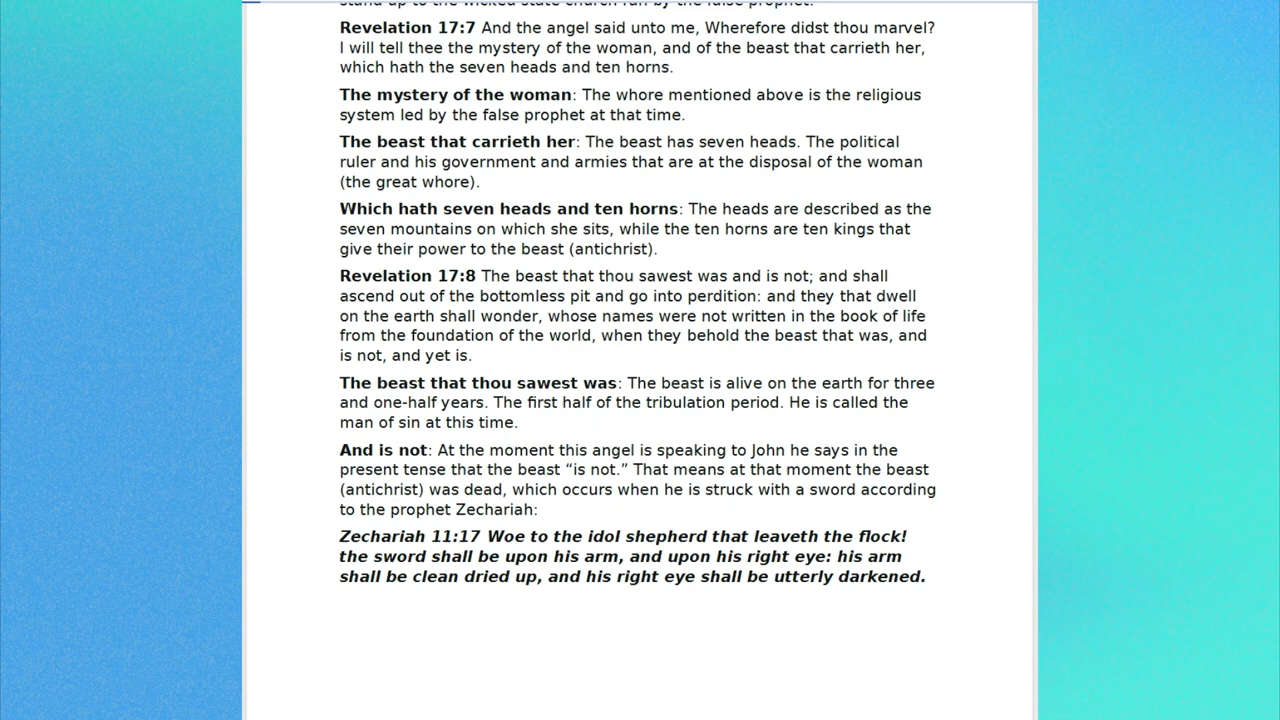 stand up to the wicked state church run by the false prophet.
Revelation 17:7 And the angel said unto me, Wherefore didst thou marvel?
I will tell thee the mystery of the woman, and of the beast that carrieth her,
which hath the seven heads and ten horns.
The mystery of the woman: The whore mentioned above is the religious
system led by the false prophet at that time.
The beast that carrieth her: The beast has seven heads. The political
ruler and his government and armies that are at the disposal of the woman
(the great whore).
Which hath seven heads and ten horns: The heads are described as the
seven mountains on which she sits, while the ten horns are ten kings that
give their power to the beast (antichrist).
Revelation 17:8 The beast that thou sawest was and is not; and shall
ascend out of the bottomless pit and go into perdition: and they that dwell
on the earth shall wonder, whose names were not written in the book of life
from the foundation of the world, when they behold the beast that was, and
is not, and yet is.
The beast that thou sawest was: The beast is alive on the earth for three
and one-half years. The first half of the tribulation period. He is called the
man of sin at this time.
And is not: At the moment this angel is speaking to John he says in the
present tense that the beast “is not.” That means at that moment the beast
(antichrist) was dead, which occurs when he is struck with a sword according
to the prophet Zechariah:
Zechariah 11:17 Woe to the idol shepherd that leaveth the flock!
the sword shall be upon his arm, and upon his right eye: his arm
shall be clean dried up, and his right eye shall be utterly darkened.